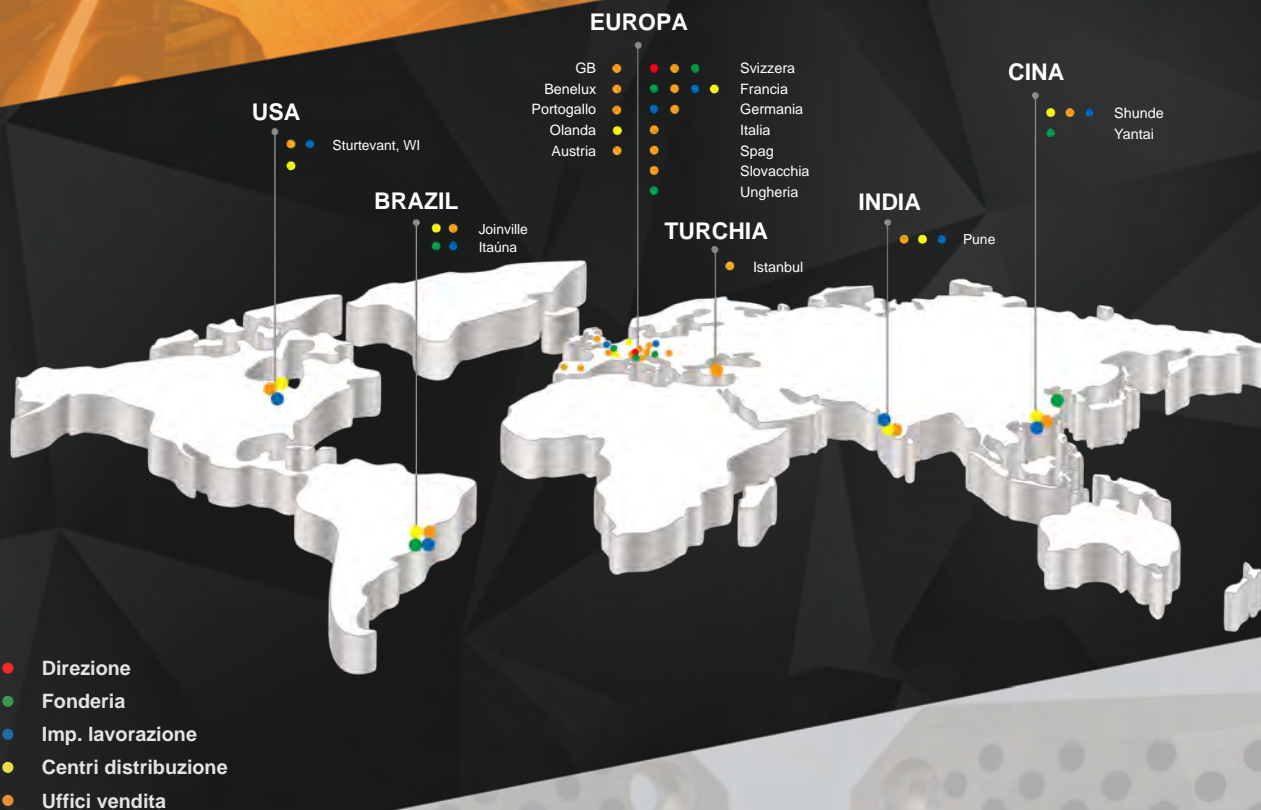 EUROPA
GB
Benelux
Portogallo
Olanda
Austria
Svizzera
Francia
Germania
Italia
Spag
Slovacchia
Ungheria
CINA
Shunde
Yantai
USA
Sturtevant, WI
BRAZIL
Joinville
Itaúna
TURCHIA
Istanbul
INDIA
Pune
Direzione
Fonderia
Imp. lavorazione
Centri distribuzione
Uffici vendita